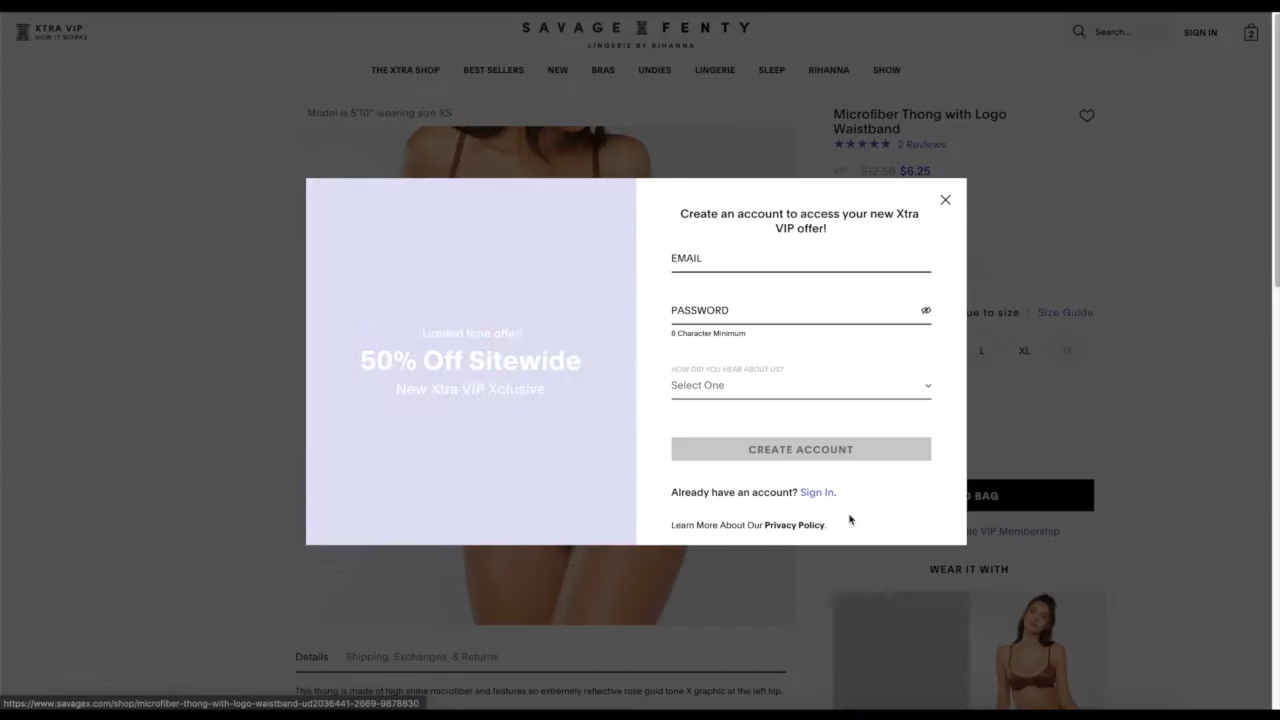 XTRA VIP
HOW IT WORKS
SAVAGE FENTY
LINGERIE BY RIHANNA
Search...
SIGN IN
2
THE XTRA SHOP
BEST SELLERS
NEW
BRAS
UNDIES
LINGERIE
SLEEP
RIHANNA
SHOW
Model is 5'10" wearing size XS
Microfiber Thong with Logo
Waistband
★★★★★ 2 Reviews
VIP $12.50 $6.25
Limited time offer!
50% Off Sitewide
New Xtra VIP Xclusive
Create an account to access your new Xtra
VIP offer!
EMAIL
PASSWORD
6 Character Minimum
HOW DID YOU HEAR ABOUT US?
Select One
CREATE ACCOUNT
Already have an account? Sign In.
Learn More About Our Privacy Policy.
to size | Size Guide
L
XL
1X
BAG
VIP Membership
WEAR IT WITH
Details
Shipping, Exchanges, & Returns
This thong is made of high shine microfiber and features an extremely reflective rose gold tone X graphic at the left hip.
https://www.savagex.com/shop/microfiber-thong-with-logo-waistband-ud2036441-2669-9878830